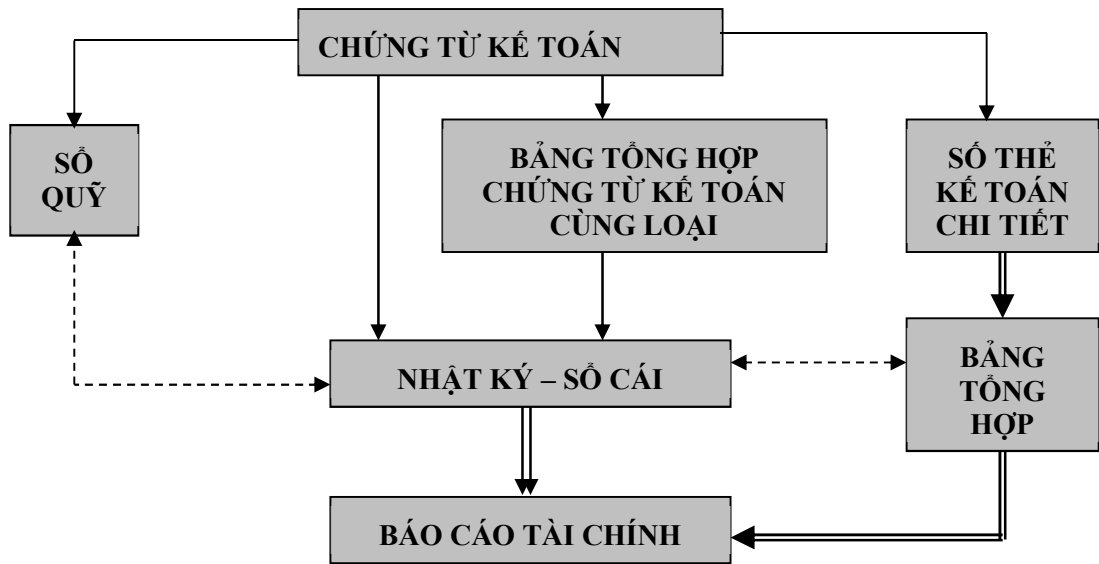 CHỨNG TỪ KẾ TOÁN
SỔ
QUỸ
BẢNG TỔNG HỢP
CHỨNG TỪ KẾ TOÁN
CÙNG LOẠI
SỐ THẺ
KẾ TOÁN
CHI TIẾT
NHẬT KÝ – SỔ CÁI
BẢNG
TỔNG
HỢP
BÁO CÁO TÀI CHÍNH